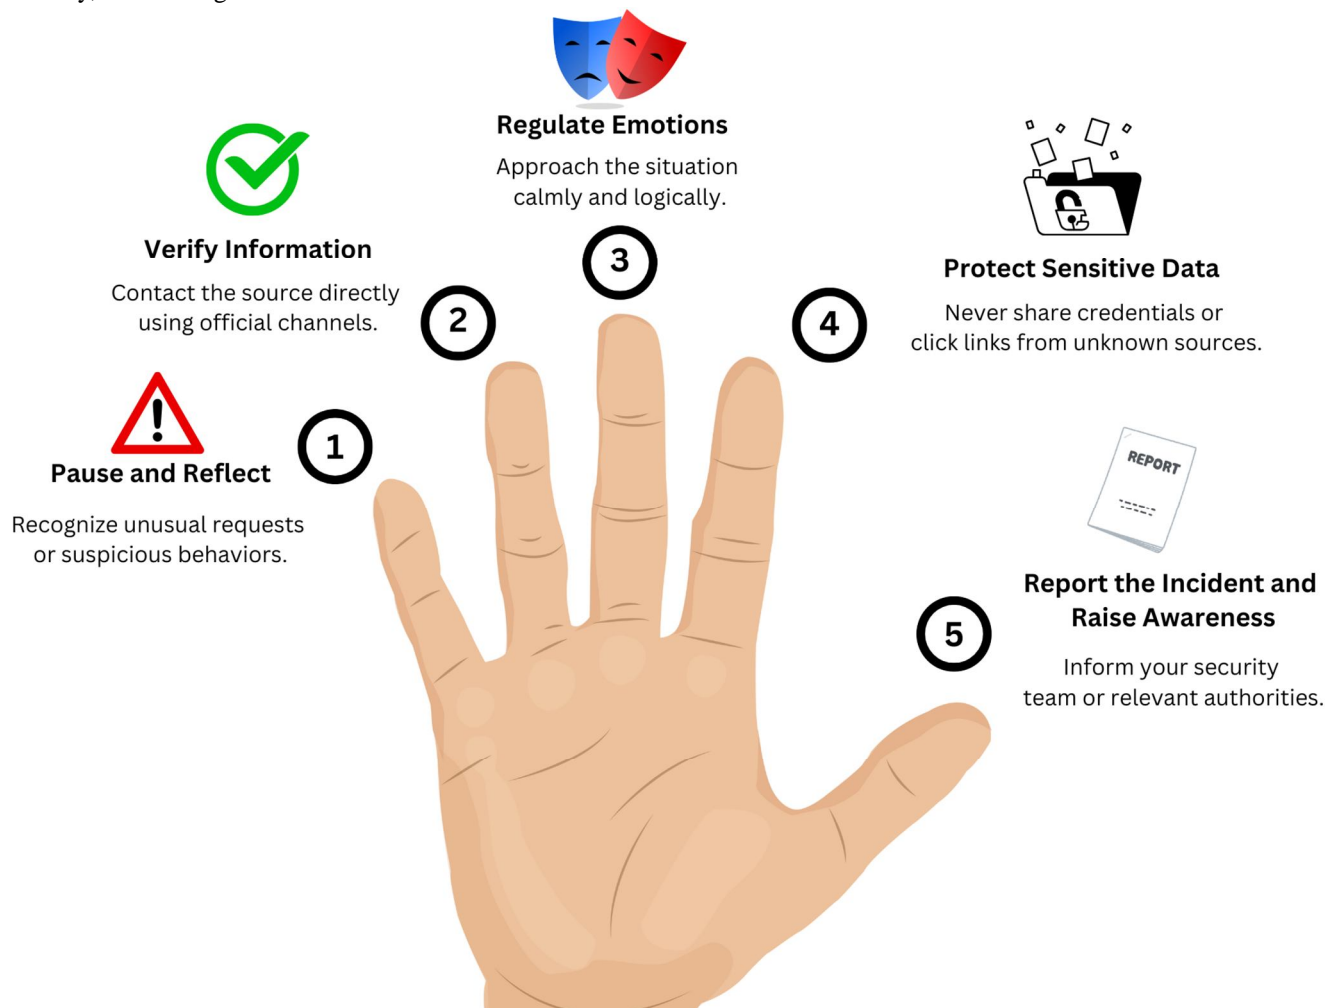 Regulate Emotions
Approach the situation
calmly and logically.
3
Verify Information
Contact the source directly
using official channels.
2
Protect Sensitive Data
Never share credentials or
click links from unknown sources.
4
Pause and Reflect
Recognize unusual requests
or suspicious behaviors.
1
REPORT
Report the Incident and
Raise Awareness
Inform your security
team or relevant authorities.
5